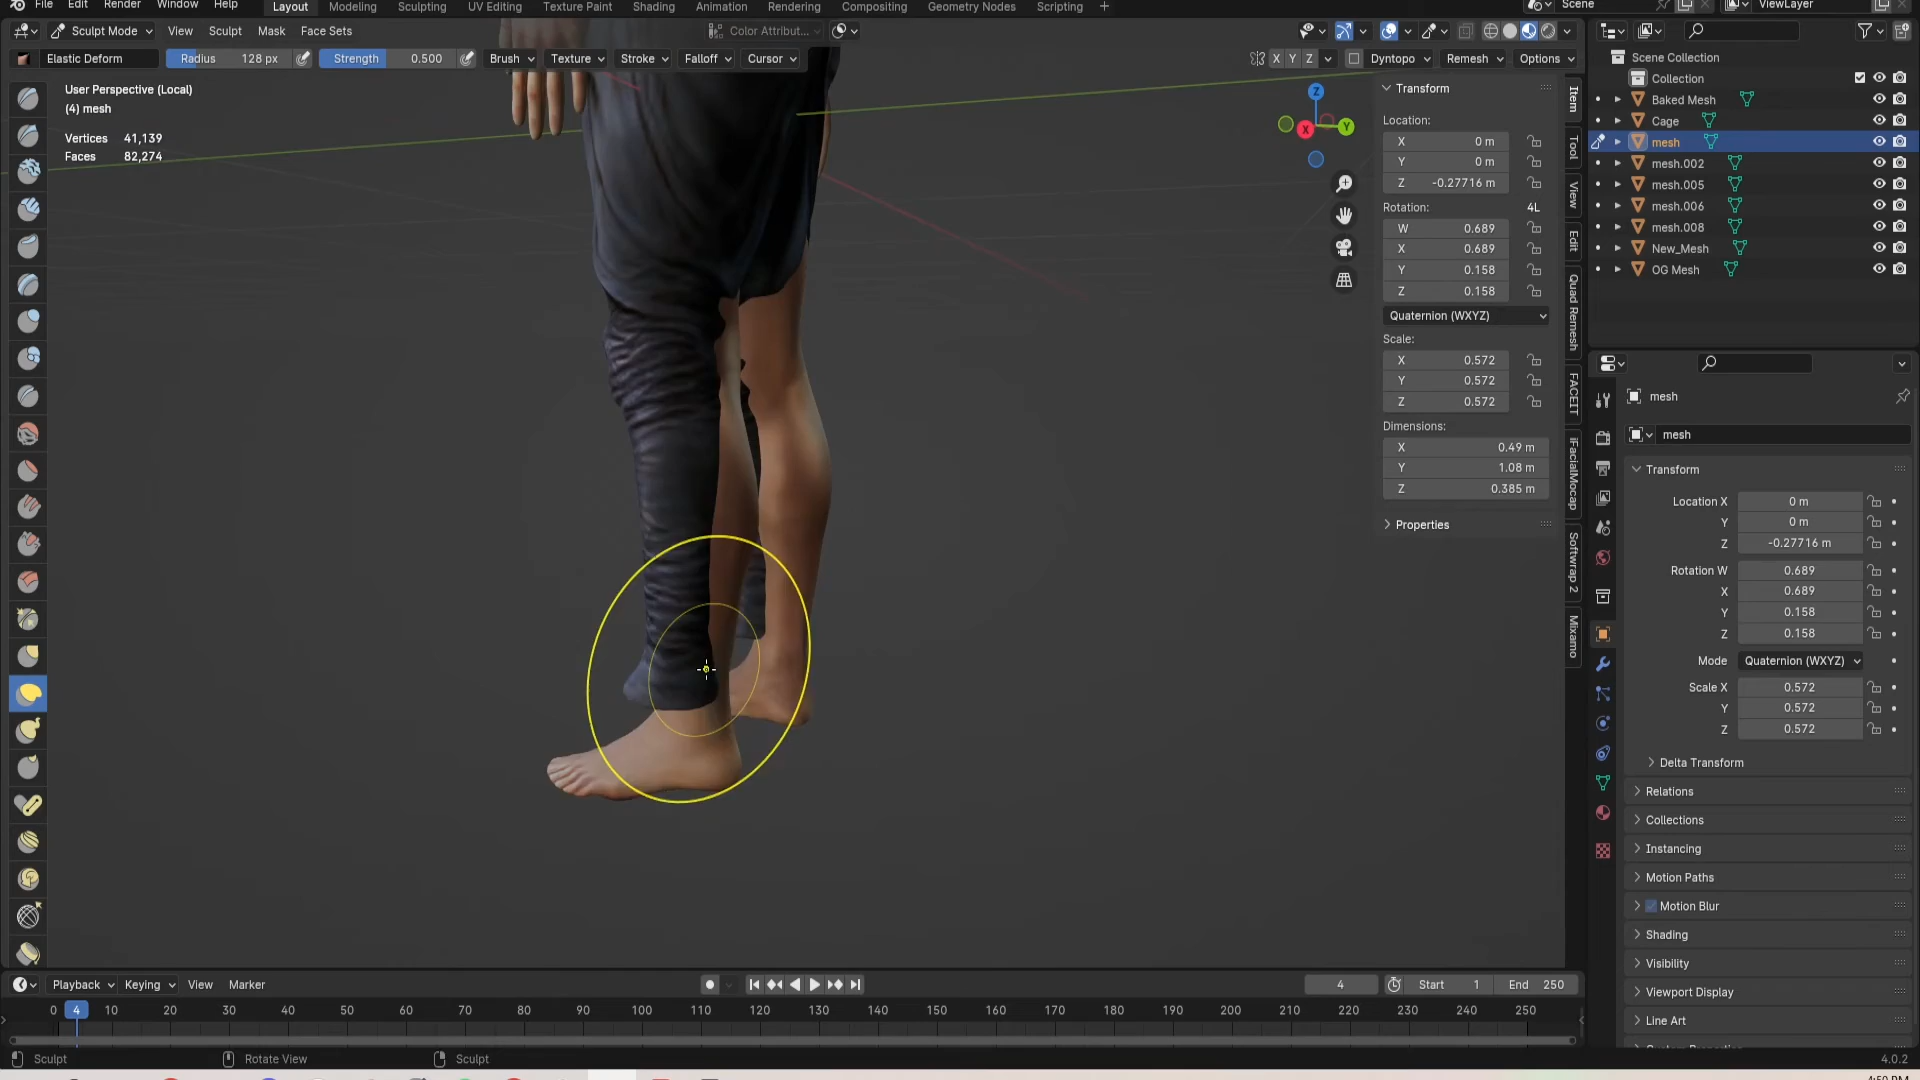 File Edit Render Window Help Layout Modeling Sculpting UV Editing Texture Paint Shading Animation Rendering Compositing Geometry Nodes Scripting + Scene ViewLayer
Sculpt Mode View Sculpt Mask Face Sets Color Attribut...
Elastic Deform Radius 128 px Strength 0.500 Brush Texture Stroke Falloff Cursor X Y Z Dyntopo Remesh Options
User Perspective (Local)
(4) mesh
Vertices 41,139
Faces 82,274
Z
X
Y
Transform
Location:
X 0 m
Y 0 m
Z -0.27716 m
Rotation: 4L
W 0.689
X 0.689
Y 0.158
Z 0.158
Quaternion (WXYZ)
Scale:
X 0.572
Y 0.572
Z 0.572
Dimensions:
X 0.49 m
Y 1.08 m
Z 0.385 m
Properties
Item
Tool
View
Edit
Quad Remesh
FACEIT
iFacialMocap
Softwrap 2
Mixamo
Scene Collection
Collection
Baked Mesh
Cage
mesh
mesh.002
mesh.005
mesh.006
mesh.008
New_Mesh
OG Mesh
mesh
mesh
Transform
Location X 0 m
Y 0 m
Z -0.27716 m
Rotation W 0.689
X 0.689
Y 0.158
Z 0.158
Mode Quaternion (WXYZ)
Scale X 0.572
Y 0.572
Z 0.572
Delta Transform
Relations
Collections
Instancing
Motion Paths
Motion Blur
Shading
Visibility
Viewport Display
Line Art
Playback Keying View Marker 4 Start 1 End 250
0 4 10 20 30 40 50 60 70 80 90 100 110 120 130 140 150 160 170 180 190 200 210 220 230 240 250
Sculpt Rotate View Sculpt 4.0.2